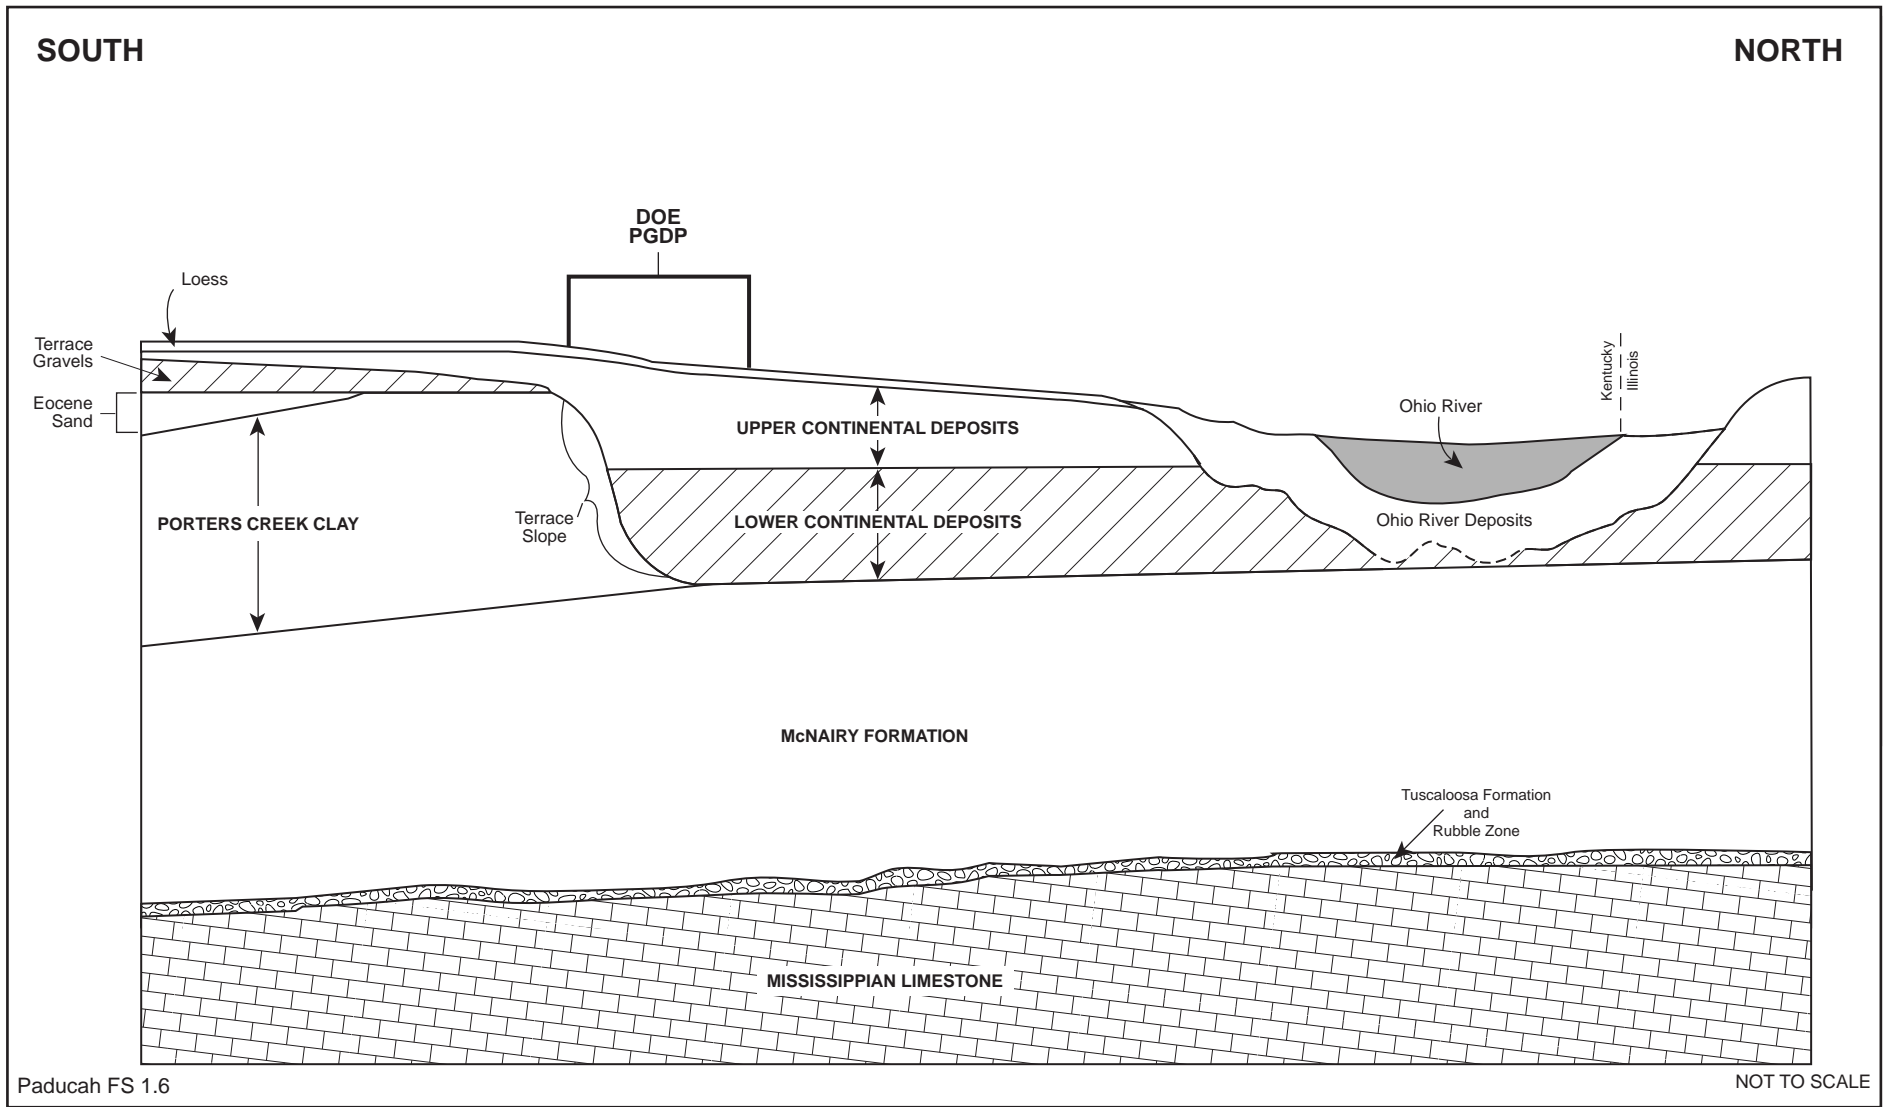 SOUTH
NORTH
DOE
PGDP
Loess
Terrace
Gravels
Eocene
Sand
Kentucky
Illinois
Ohio River
UPPER CONTINENTAL DEPOSITS
PORTERS CREEK CLAY
Terrace
Slope
LOWER CONTINENTAL DEPOSITS
Ohio River Deposits
McNAIRY FORMATION
Tuscaloosa Formation
and
Rubble Zone
MISSISSIPPIAN LIMESTONE
Paducah FS 1.6
NOT TO SCALE